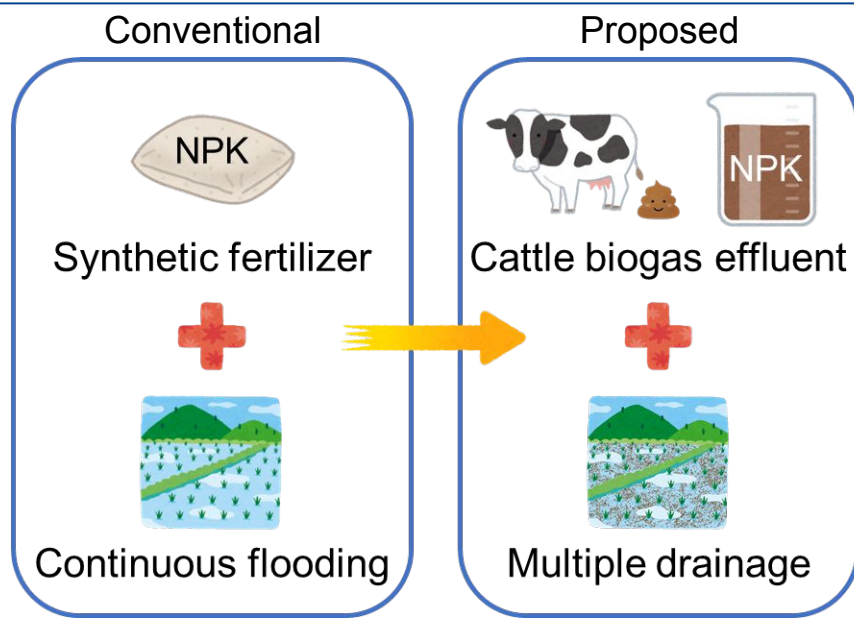 Conventional
NPK
Synthetic fertilizer
Continuous flooding
Proposed
NPK
Cattle biogas effluent
Multiple drainage